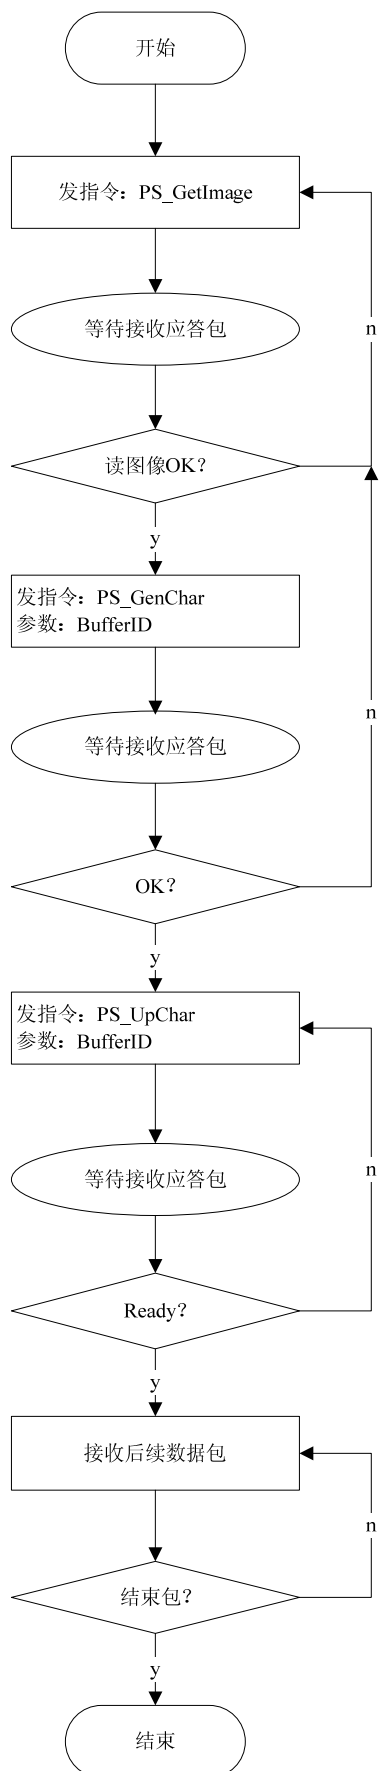 开始
发指令：PS_GetImage
等待接收应答包
n
读图像OK？
y
发指令：PS_GenChar
参数：BufferID
n
等待接收应答包
OK？
y
发指令：PS_UpChar
参数：BufferID
n
等待接收应答包
Ready？
y
接收后续数据包
n
结束包？
y
结束